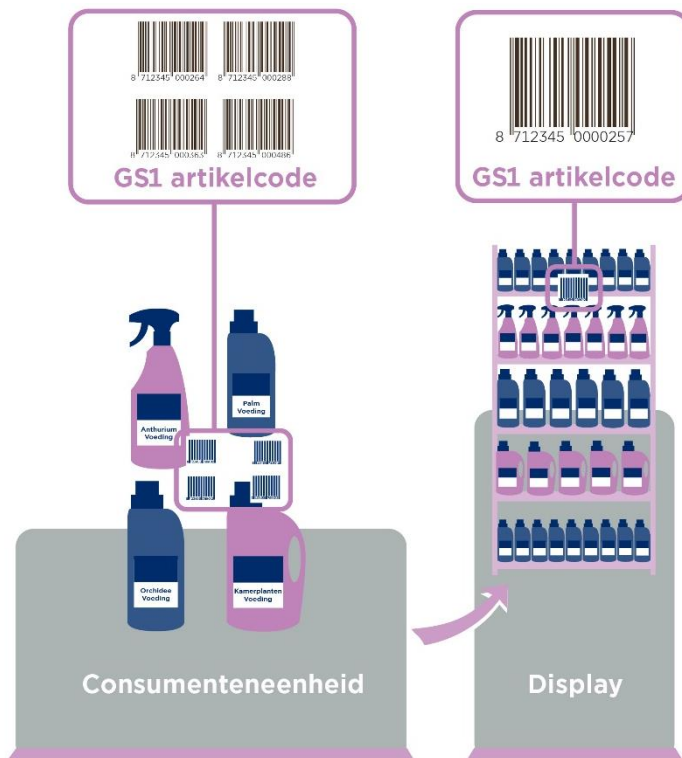 8 712345 000264
8 712345 000288
8 712345 000363
8 712345 000486
GS1 artikelcode
8 712345 0000257
GS1 artikelcode
Anthurium
Voeding
Palm
Voeding
Orchidee
Voeding
Kamerplanten
Voeding
Consumenteneenheid
Display